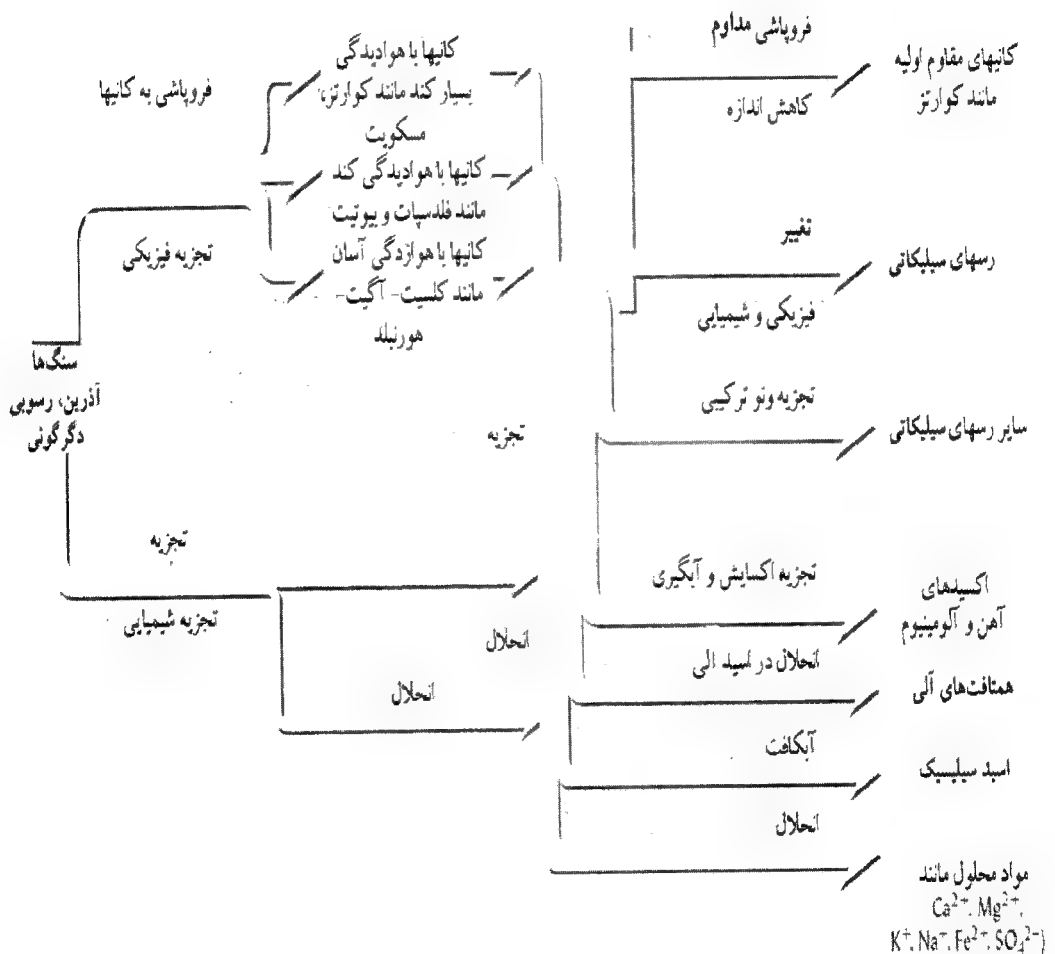 سنگ‌ها
آذرین، رسوبی
دگرگونی
فروپاشی به کانیها
تجزیه فیزیکی
تجزیه
تجزیه شیمیایی
کانیها با هوادیدگی
بسیار کند مانند کوارتز،
مسکویت
کانیها با هوادیدگی کند
مانند فلدسپات و بیوتیت
کانیها با هوازدگی آسان
مانند کلسیت - آگیت -
هورنبلد
تجزیه
انحلال
انحلال
فروپاشی مداوم
کاهش اندازه
کانیهای مقاوم اولیه
مانند کوارتز
تغییر
فیزیکی و شیمیایی
رسهای سیلیکاتی
تجزیه ونو ترکیبی
سایر رسهای سیلیکاتی
تجزیه اکسایش و آبگیری
اکسیدهای
آهن و آلومینیوم
انحلال در اسید الی
همتافت‌های آلی
آبکافت
اسید سیلیسیک
انحلال
مواد محلول مانند
Ca²⁺, Mg²⁺,
K⁺, Na⁺, Fe²⁺, SO₄²⁻)